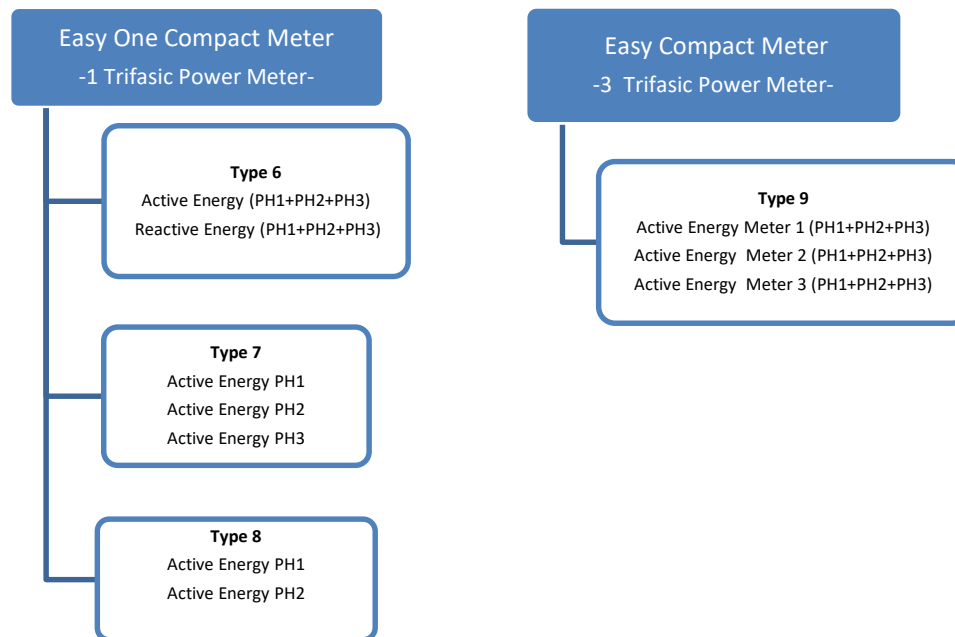 Easy One Compact Meter
-1 Trifasic Power Meter-
Type 6
Active Energy (PH1+PH2+PH3)
Reactive Energy (PH1+PH2+PH3)
Type 7
Active Energy PH1
Active Energy PH2
Active Energy PH3
Type 8
Active Energy PH1
Active Energy PH2
Easy Compact Meter
-3 Trifasic Power Meter-
Type 9
Active Energy Meter 1 (PH1+PH2+PH3)
Active Energy Meter 2 (PH1+PH2+PH3)
Active Energy Meter 3 (PH1+PH2+PH3)